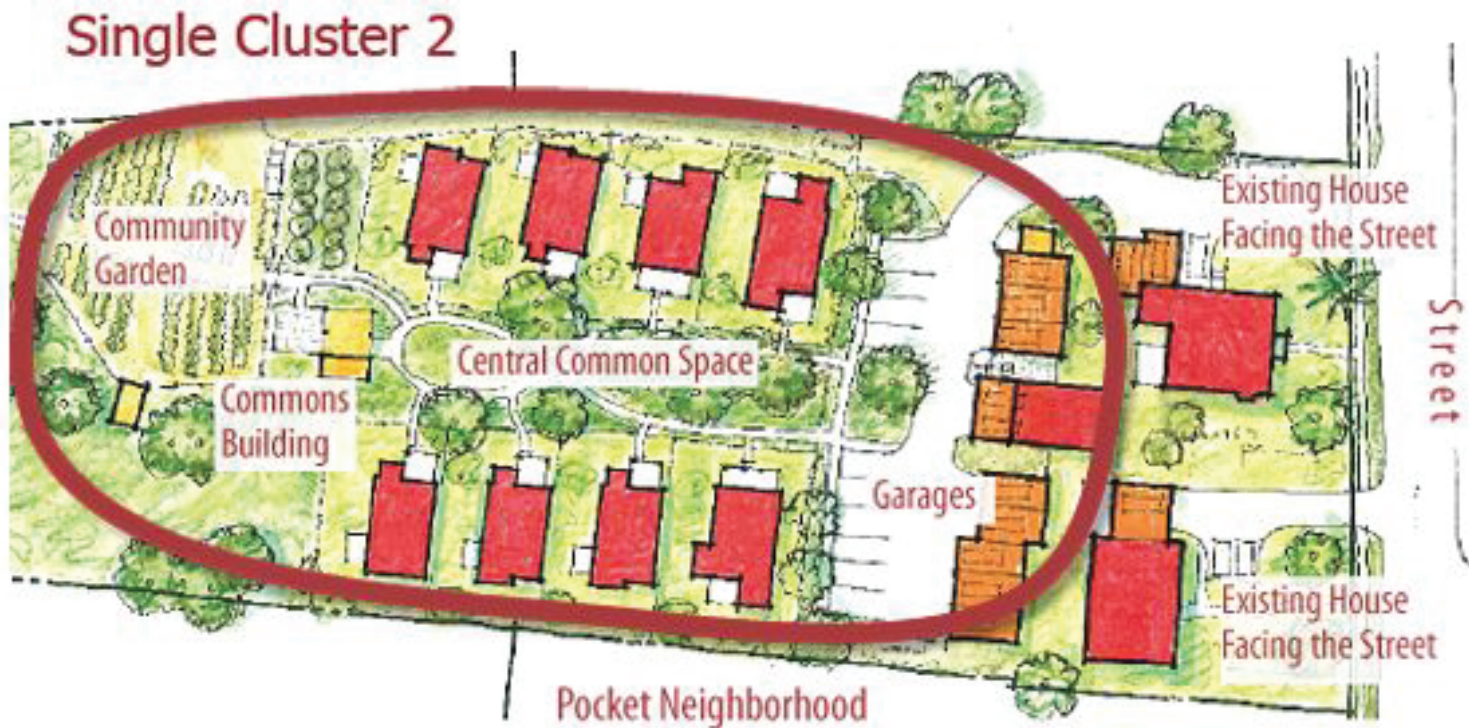 Single Cluster 2
Existing House
Facing the Street
Community
Garden
Street
Central Common Space
Commons
Building
Garages
Existing House
Facing the Street
Pocket Neighborhood